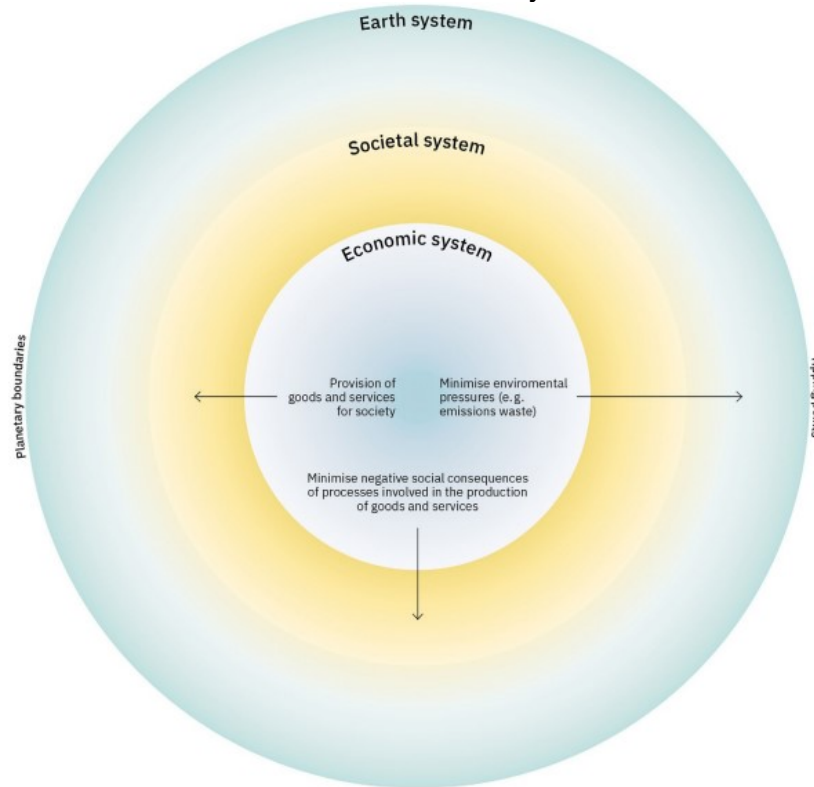 Earth system
Societal system
Economic system
Planetary boundaries
Provision of
goods and services
for society
Minimise enviromental
pressures (e. g.
emissions waste)
Minimise negative social consequences
of processes involved in the production
of goods and services